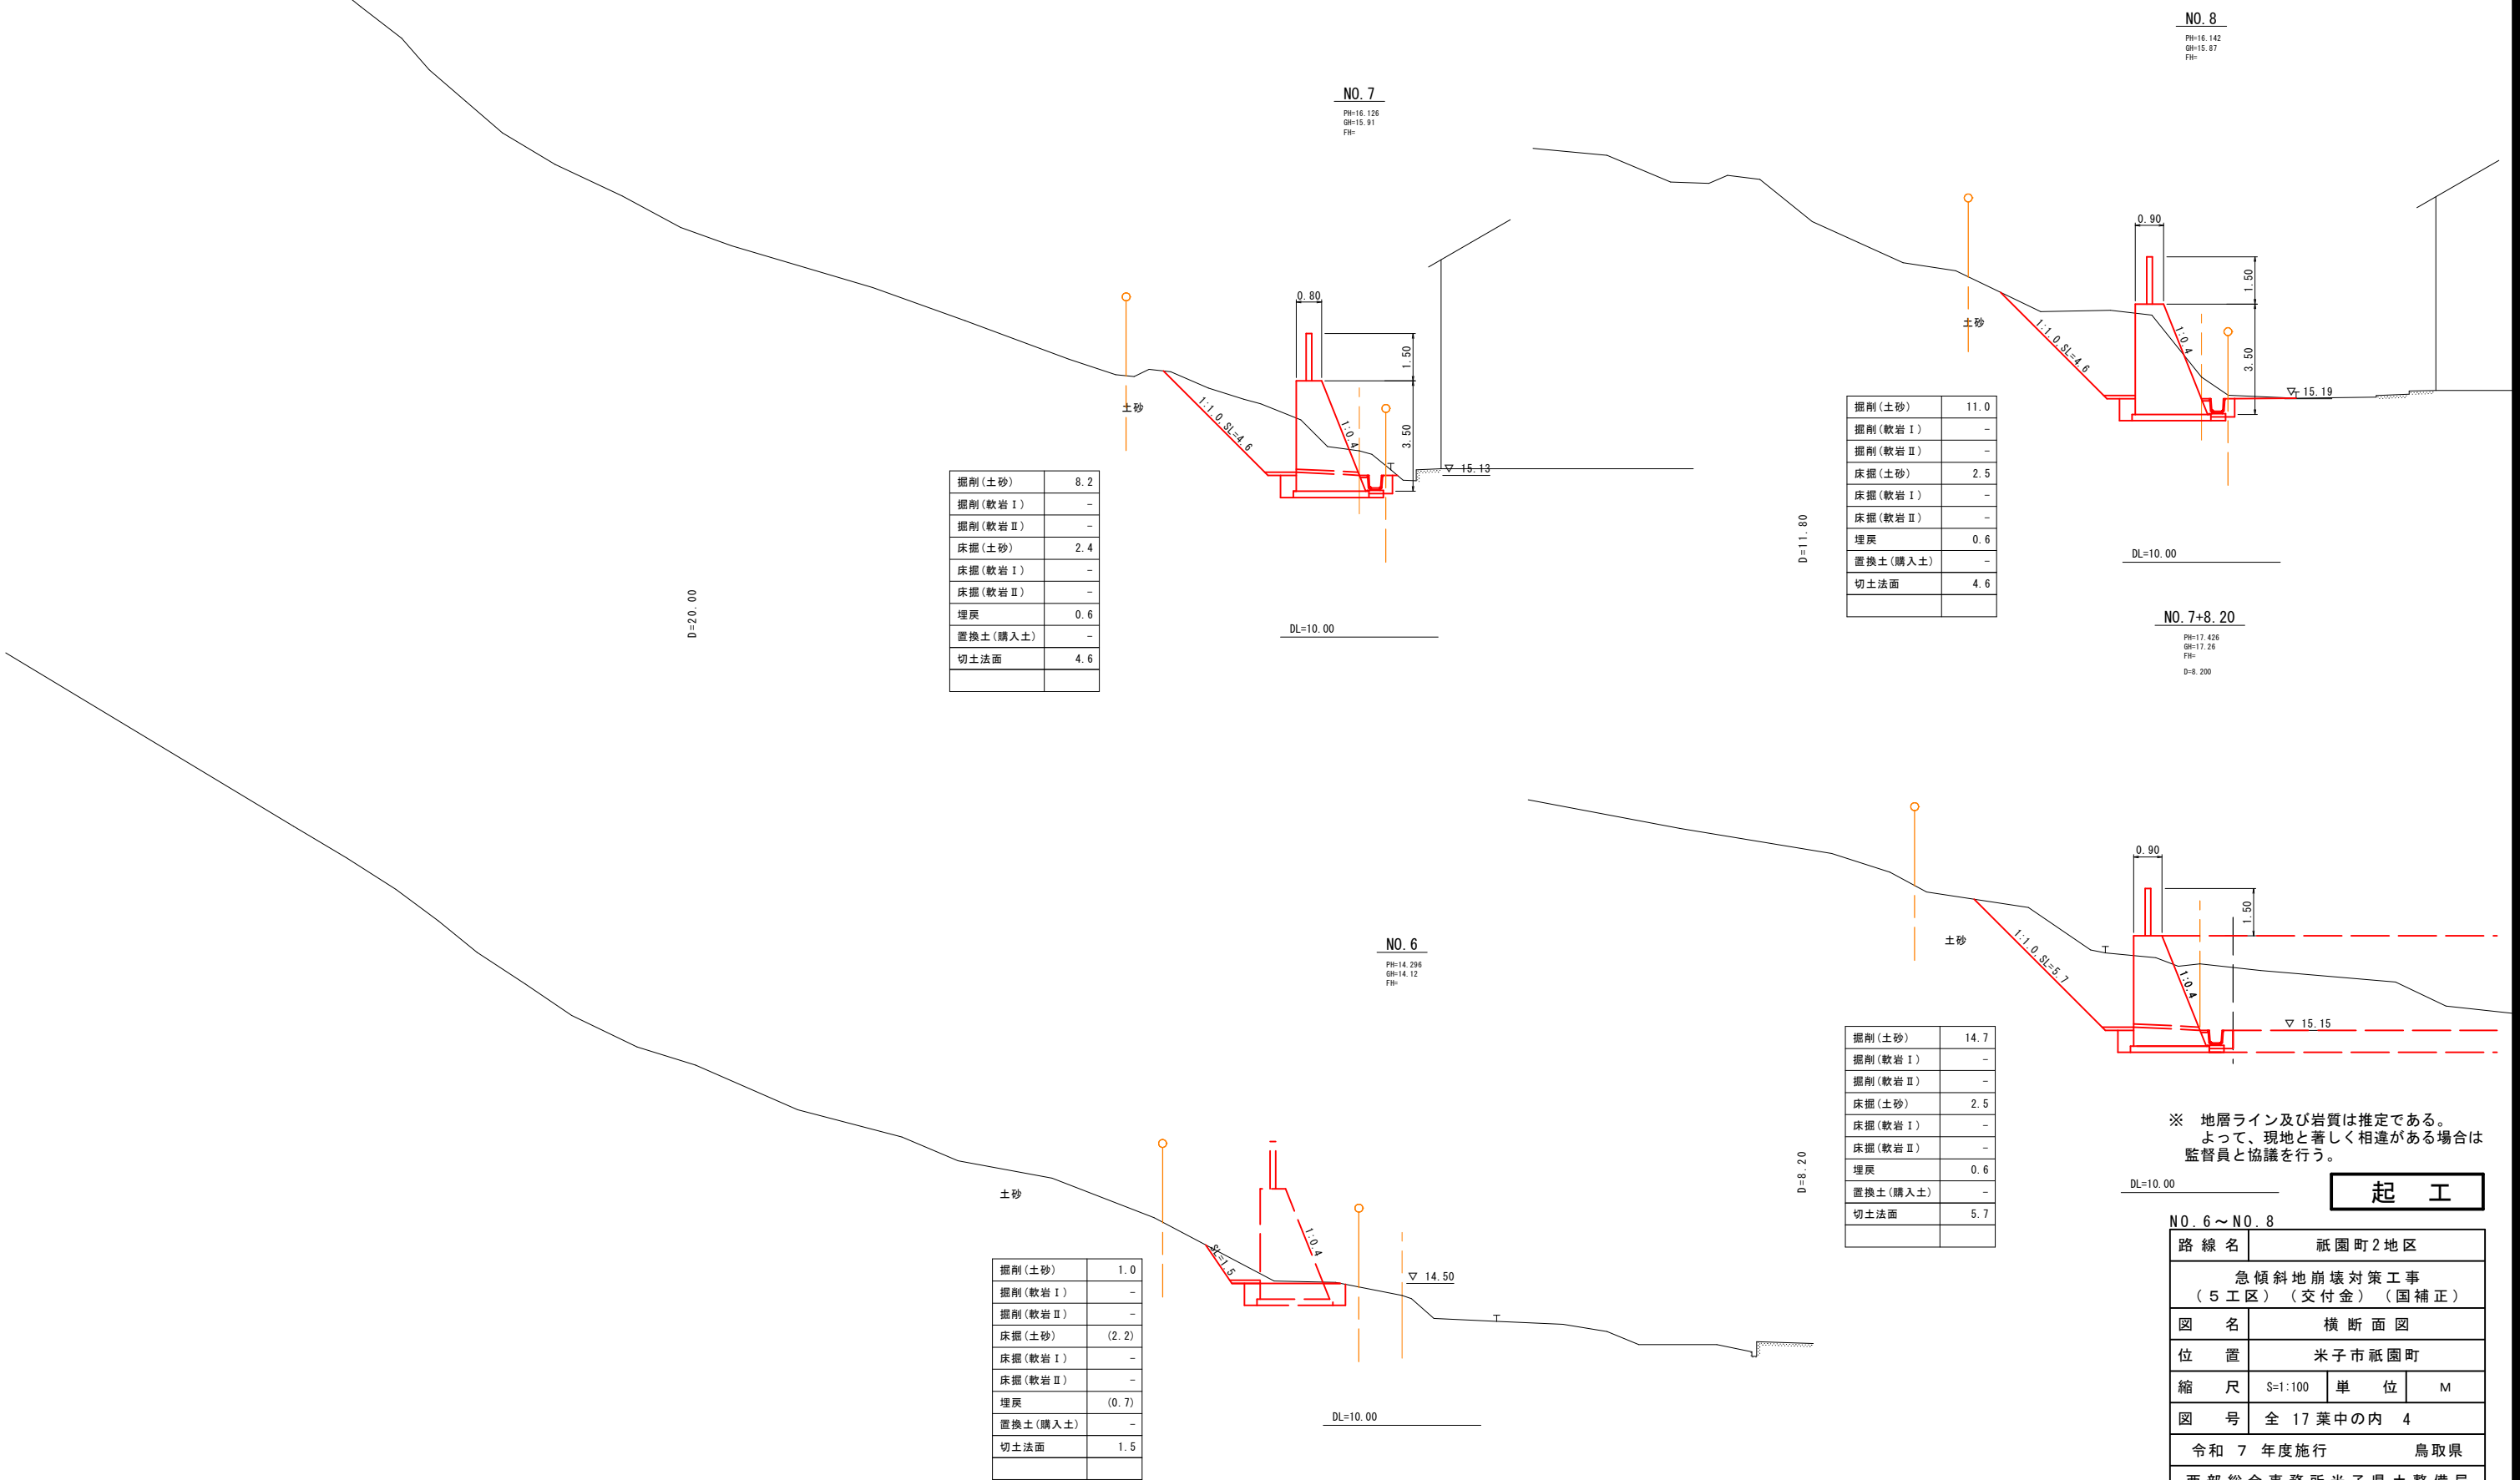 NO. 8
PH=16.142
GH=15.87
FH=
NO. 7
PH=16.126
GH=15.91
FH=
0.90
1.50
3.50
土砂
1:1.0, SL=4.6
1:0.4
▽ 15.19
0.80
1.50
3.50
土砂
1:1.0, SL=4.6
1:0.4
▽ 15.13
掘削(土砂) 11.0
掘削(軟岩Ⅰ) -
掘削(軟岩Ⅱ) -
床掘(土砂) 2.5
床掘(軟岩Ⅰ) -
床掘(軟岩Ⅱ) -
埋戻 0.6
置換土(購入土) -
切土法面 4.6
D=11.80
DL=10.00
掘削(土砂) 8.2
掘削(軟岩Ⅰ) -
掘削(軟岩Ⅱ) -
床掘(土砂) 2.4
床掘(軟岩Ⅰ) -
床掘(軟岩Ⅱ) -
埋戻 0.6
置換土(購入土) -
切土法面 4.6
D=20.00
DL=10.00
NO. 7+8.20
PH=17.426
GH=17.26
FH=
D=8.200
0.90
1.50
土砂
1:1.0, SL=5.7
1:0.4
▽ 15.15
NO. 6
PH=14.296
GH=14.12
FH=
掘削(土砂) 14.7
掘削(軟岩Ⅰ) -
掘削(軟岩Ⅱ) -
床掘(土砂) 2.5
床掘(軟岩Ⅰ) -
床掘(軟岩Ⅱ) -
埋戻 0.6
置換土(購入土) -
切土法面 5.7
D=8.20
DL=10.00
土砂
SL=1.5
1:0.4
▽ 14.50
掘削(土砂) 1.0
掘削(軟岩Ⅰ) -
掘削(軟岩Ⅱ) -
床掘(土砂) (2.2)
床掘(軟岩Ⅰ) -
床掘(軟岩Ⅱ) -
埋戻 (0.7)
置換土(購入土) -
切土法面 1.5
DL=10.00
※ 地層ライン及び岩質は推定である。
よって、現地と著しく相違がある場合は
監督員と協議を行う。
起 工
NO. 6～NO. 8
路線名 祇園町2地区
急傾斜地崩壊対策工事
(5工区) (交付金) (国補正)
図 名 横断面図
位 置 米子市祇園町
縮 尺 S=1:100 単 位 M
図 号 全 17 葉中の内 4
令和 7 年度施行 鳥取県
西部総合事務所米子県土整備局